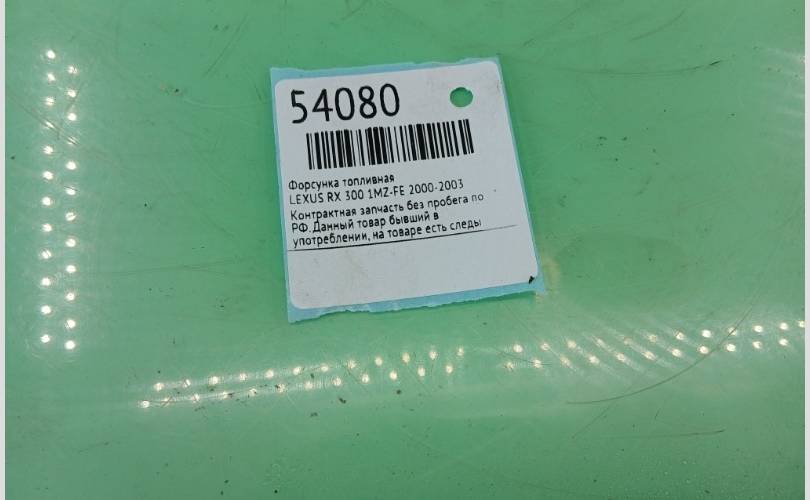 54080
Форсунка топливная
LEXUS RX 300 1MZ-FE 2000-2003
Контрактная запчасть без пробега по
РФ. Данный товар бывший в
употреблении, на товаре есть следы